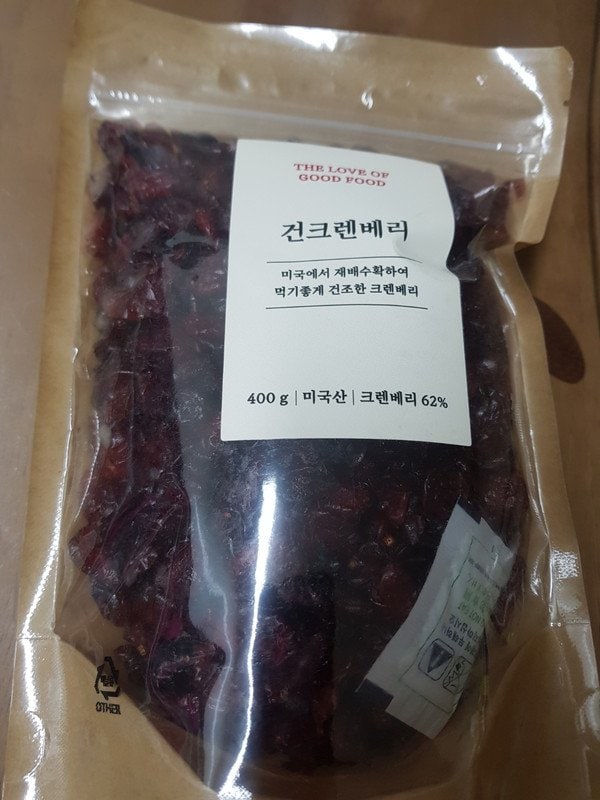 THE LOVE OF
GOOD FOOD
건크렌베리
미국에서 재배수확하여
먹기좋게 건조한 크렌베리
400 g | 미국산 | 크렌베리 62%
OTHER